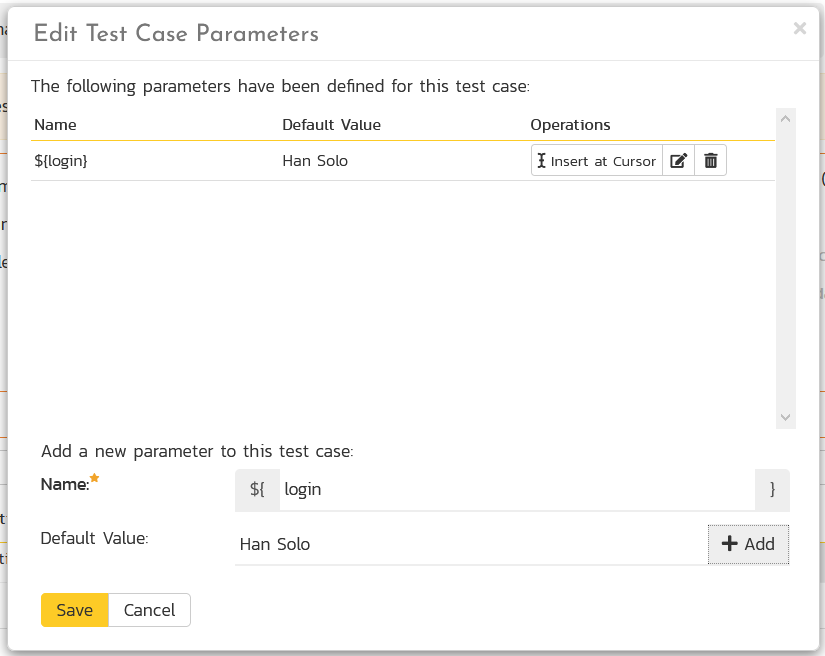 Edit Test Case Parameters
×
The following parameters have been defined for this test case:
Name Default Value Operations
${login} Han Solo Insert at Cursor
Add a new parameter to this test case:
Name:
${ login }
Default Value:
Han Solo
Add
Save Cancel